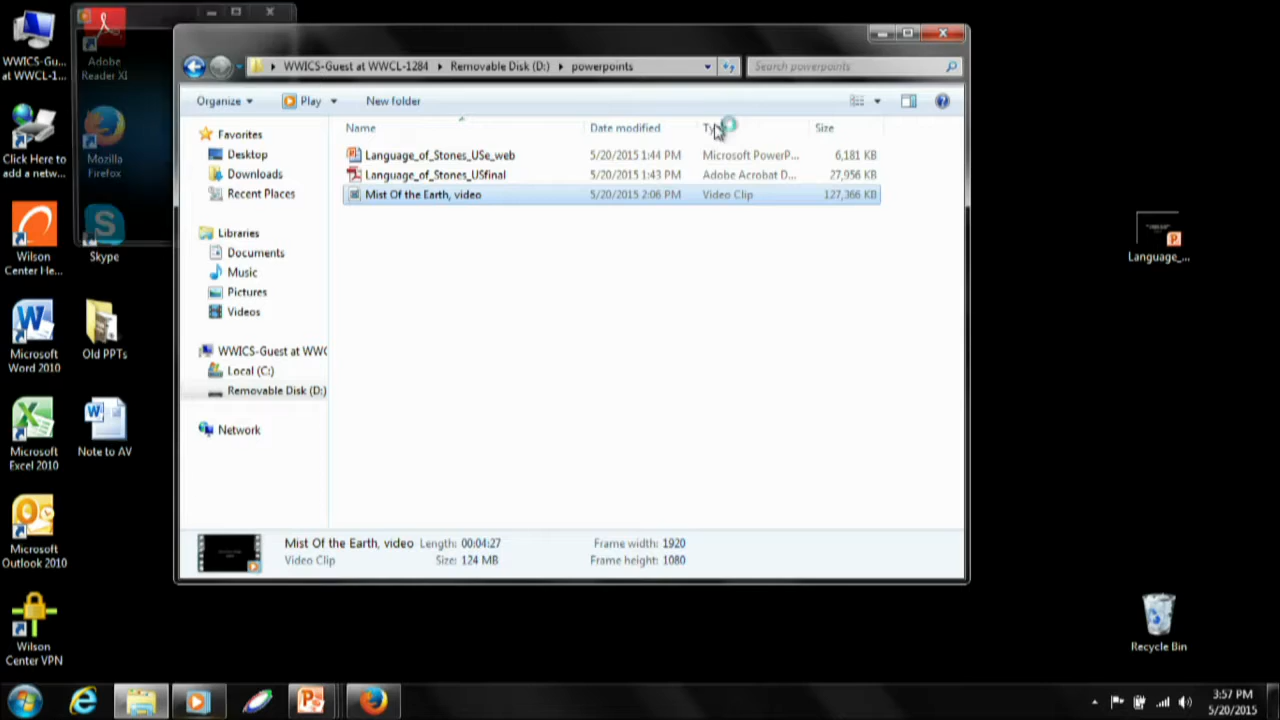 WWICS-Gu...
at WWCL-1...
Adobe
Reader XI
Click Here to
add a netw...
Mozilla
Firefox
Wilson
Center He...
Skype
Microsoft
Word 2010
Old PPTs
Microsoft
Excel 2010
Note to AV
Microsoft
Outlook 2010
Wilson
Center VPN
WWICS-Guest at WWCL-1284 Removable Disk (D:) powerpoints
Search powerpoints
Organize Play New folder
Favorites
Desktop
Downloads
Recent Places
Libraries
Documents
Music
Pictures
Videos
WWICS-Guest at WWC
Local (C:)
Removable Disk (D:)
Network
Name Date modified Ty Size
Language_of_Stones_USe_web 5/20/2015 1:44 PM Microsoft PowerP... 6,181 KB
Language_of_Stones_USfinal 5/20/2015 1:43 PM Adobe Acrobat D... 27,956 KB
Mist Of the Earth, video 5/20/2015 2:06 PM Video Clip 127,366 KB
Mist Of the Earth, video Length: 00:04:27 Frame width: 1920
Video Clip Size: 124 MB Frame height: 1080
Language_...
Recycle Bin
3:57 PM
5/20/2015